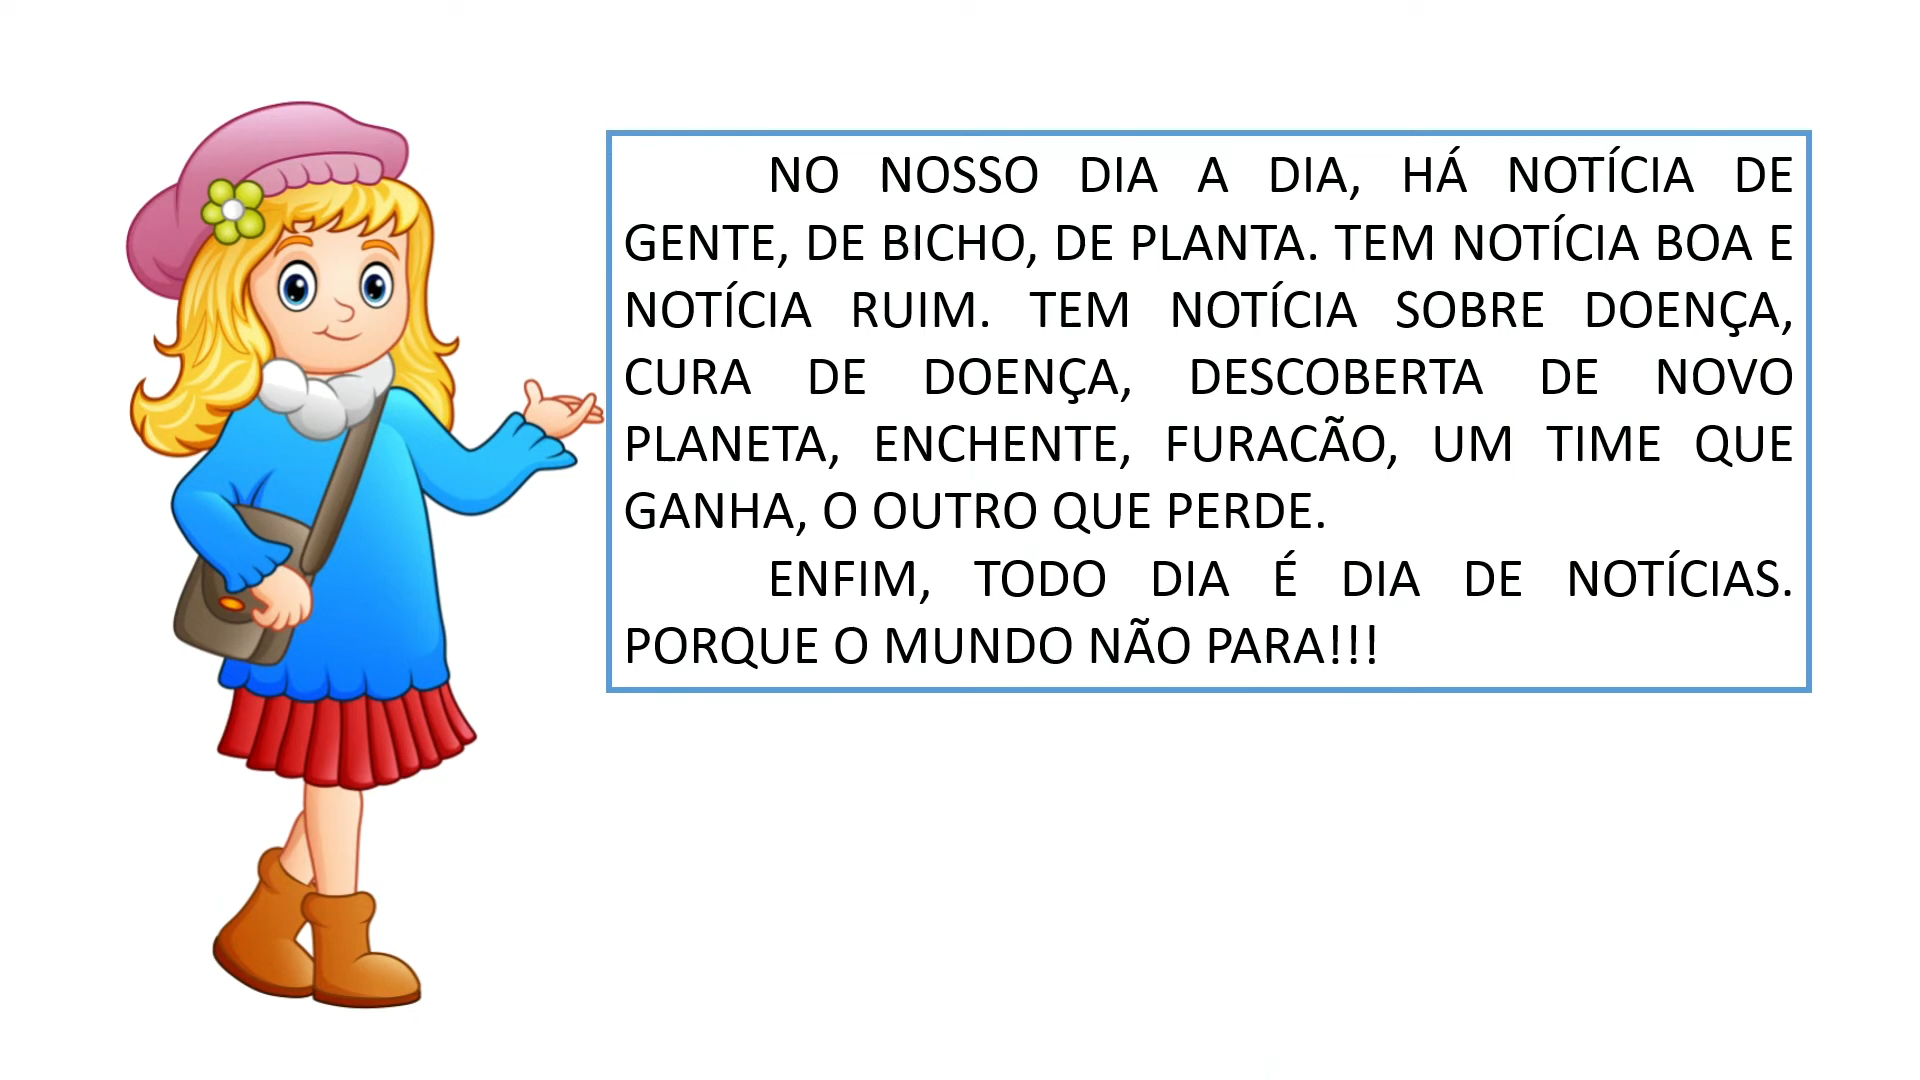 NO NOSSO DIA A DIA, HÁ NOTÍCIA DE
GENTE, DE BICHO, DE PLANTA. TEM NOTÍCIA BOA E
NOTÍCIA RUIM. TEM NOTÍCIA SOBRE DOENÇA,
CURA DE DOENÇA, DESCOBERTA DE NOVO
PLANETA, ENCHENTE, FURACÃO, UM TIME QUE
GANHA, O OUTRO QUE PERDE.
ENFIM, TODO DIA É DIA DE NOTÍCIAS.
PORQUE O MUNDO NÃO PARA!!!